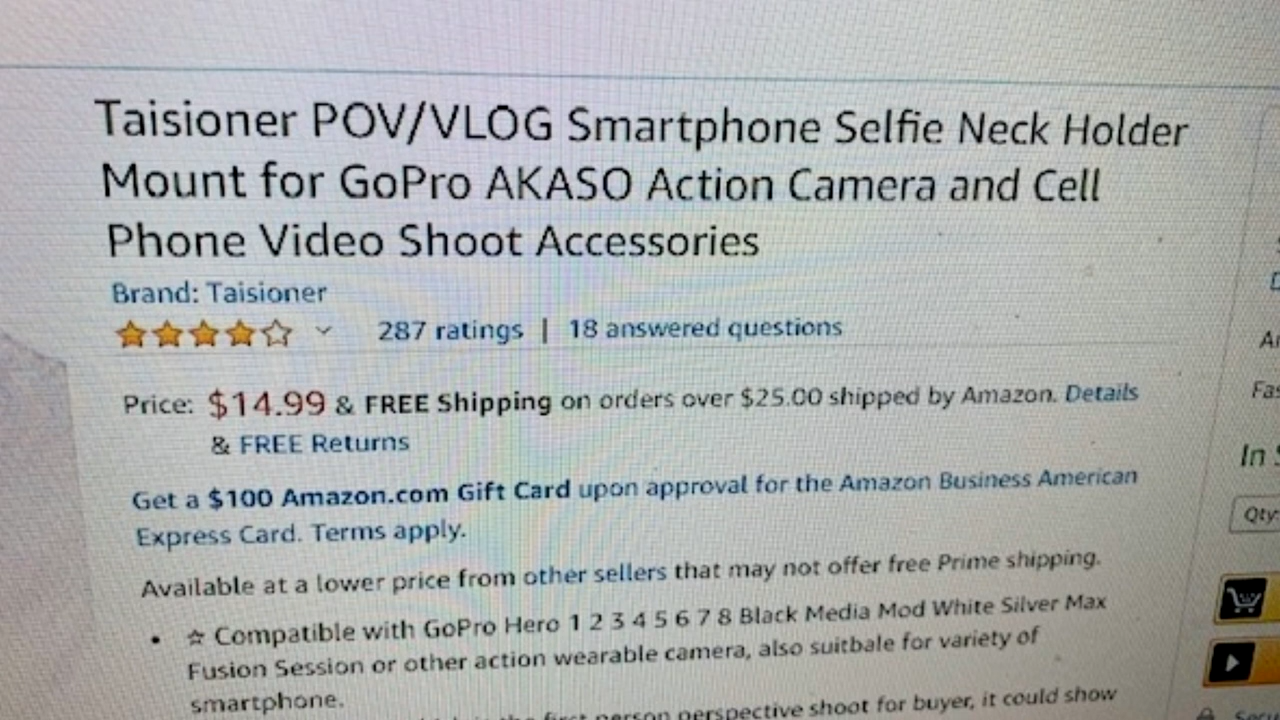 Taisioner POV/VLOG Smartphone Selfie Neck Holder
Mount for GoPro AKASO Action Camera and Cell
Phone Video Shoot Accessories
Brand: Taisioner
287 ratings | 18 answered questions
Price: $14.99 & FREE Shipping on orders over $25.00 shipped by Amazon. Details
& FREE Returns
Get a $100 Amazon.com Gift Card upon approval for the Amazon Business American
Express Card. Terms apply.
Available at a lower price from other sellers that may not offer free Prime shipping.
• ☆ Compatible with GoPro Hero 1 2 3 4 5 6 7 8 Black Media Mod White Silver Max
Fusion Session or other action wearable camera, also suitbale for variety of
smartphone.
first person perspective shoot for buyer, it could show
In
Qty: